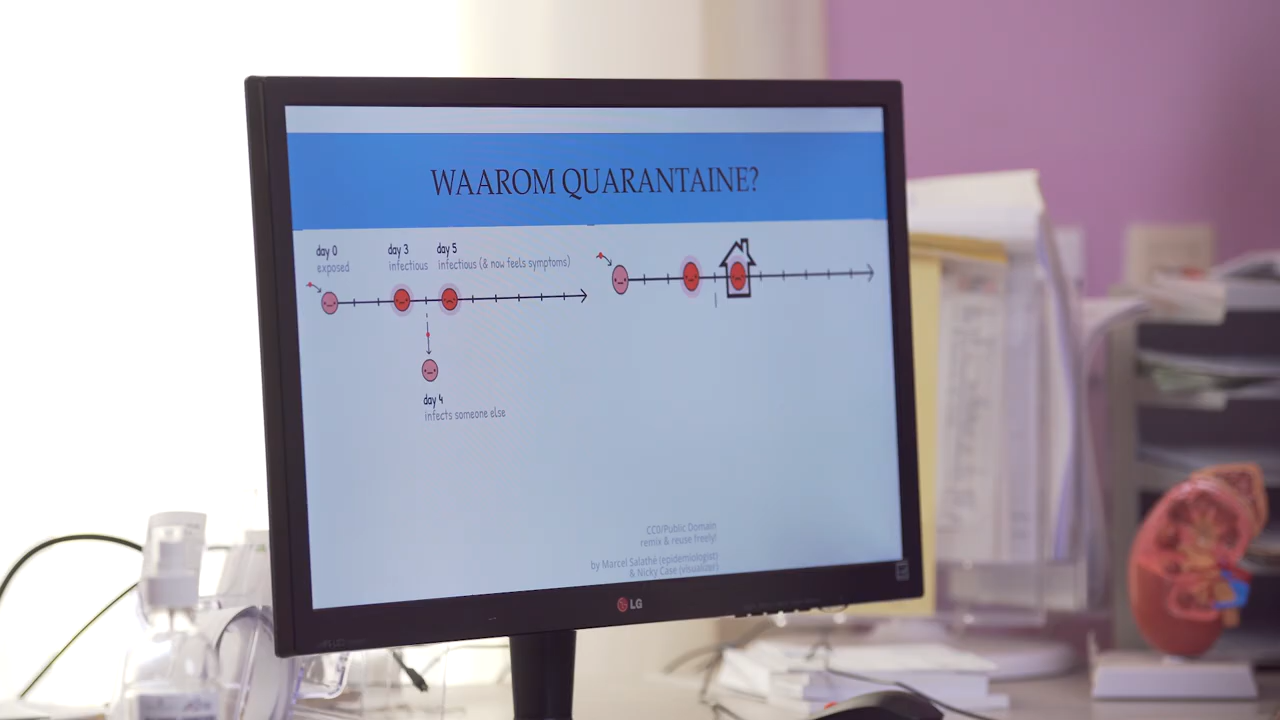 WAAROM QUARANTAINE?
day 0
exposed
day 3
infectious
day 5
infectious (& now feels symptoms)
day 4
infects someone else
CC0/Public Domain
remix & reuse freely!
by Marcel Salathé (epidemiologist)
& Nicky Case (visualizer)
LG